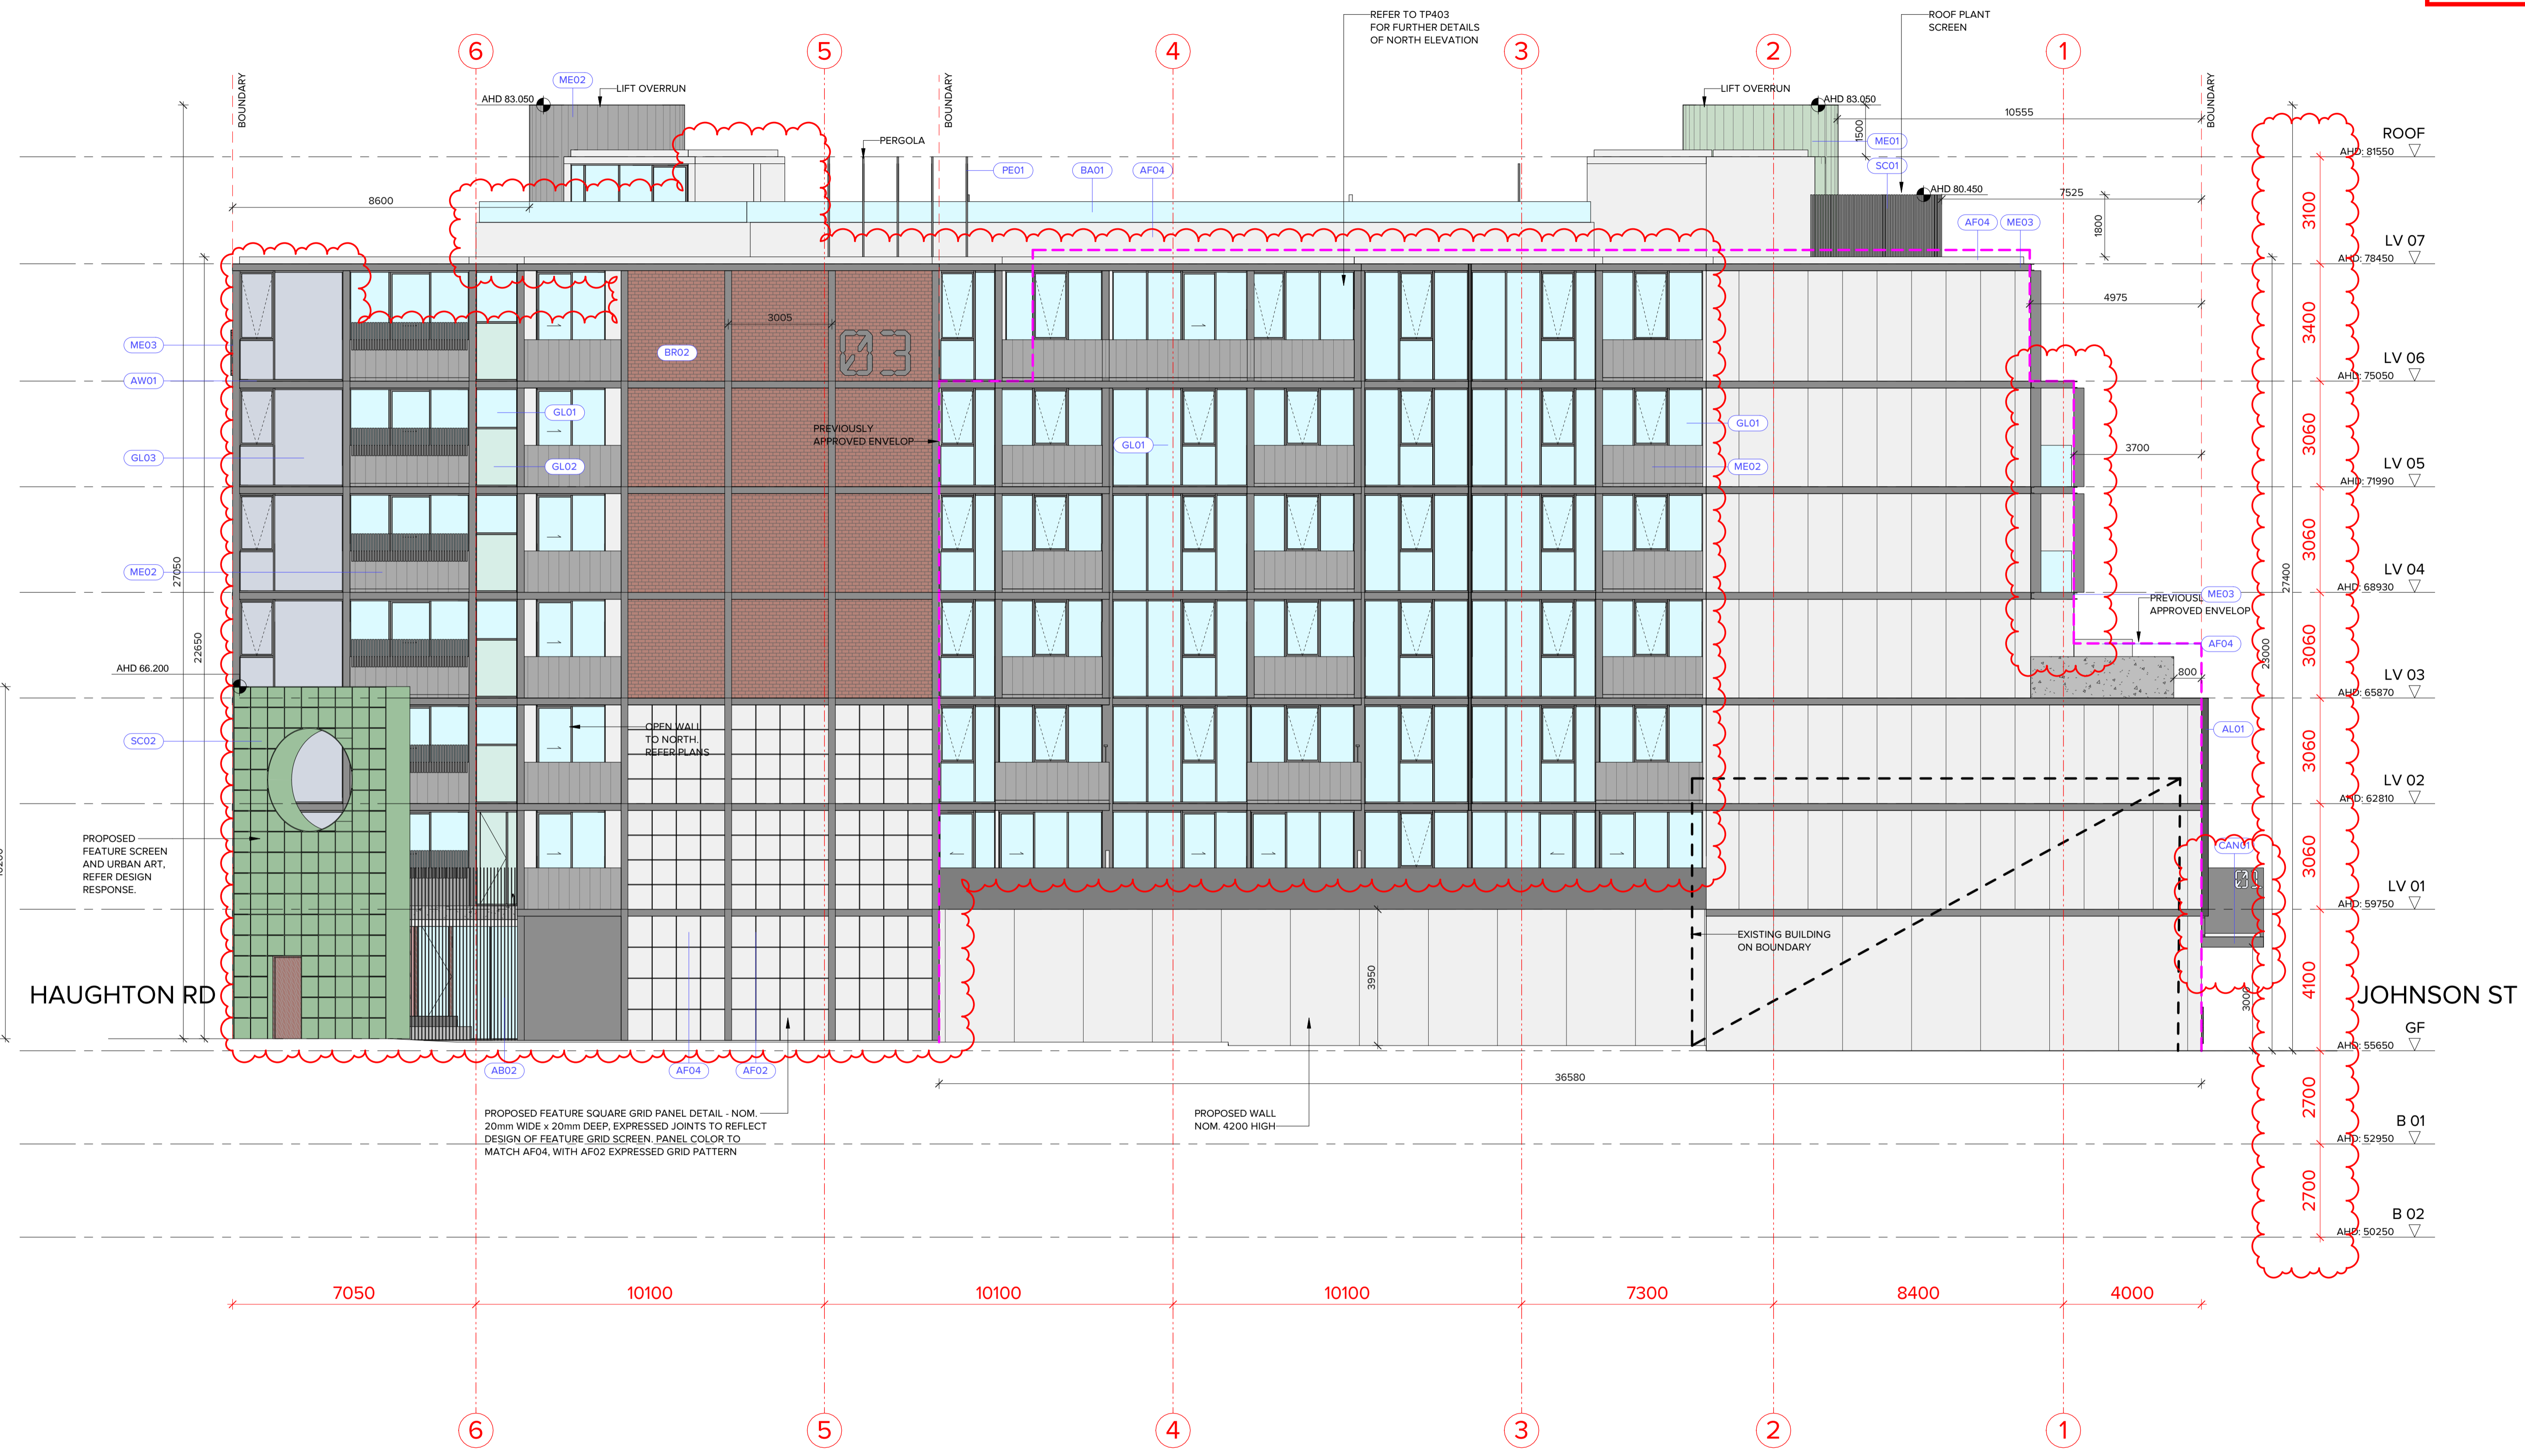 REFER TO TP403
FOR FURTHER DETAILS
OF NORTH ELEVATION
ROOF PLANT
SCREEN
6
5
4
3
2
1
BOUNDARY
BOUNDARY
BOUNDARY
ME02
LIFT OVERRUN
AHD 83.050
LIFT OVERRUN
AHD 83.050
10555
1500
ME01
SC01
PERGOLA
PE01
BA01
AF04
ROOF
AHD: 81550
8600
AHD 80.450
7525
1800
AF04
ME03
3100
LV 07
AHD: 78450
4975
3005
03
3400
ME03
BR02
AW01
LV 06
AHD: 75050
GL01
PREVIOUSLY
APPROVED ENVELOP
GL01
GL01
3700
3060
GL03
GL02
ME02
LV 05
AHD: 71990
27050
ME02
3060
27400
LV 04
AHD: 68930
ME03
APPROVED ENVELOP
22650
3060
23000
AF04
AHD 66.200
800
LV 03
AHD: 65870
SC02
OPEN WALL
TO NORTH.
REFER PLANS
AL01
3060
LV 02
AHD: 62810
PROPOSED
FEATURE SCREEN
AND URBAN ART,
REFER DESIGN
RESPONSE.
CAN01
3060
LV 01
AHD: 59750
EXISTING BUILDING
ON BOUNDARY
3950
3000
4100
HAUGHTON RD
JOHNSON ST
GF
AHD: 55650
AB02
AF04
AF02
36580
2700
PROPOSED FEATURE SQUARE GRID PANEL DETAIL - NOM.
20mm WIDE x 20mm DEEP, EXPRESSED JOINTS TO REFLECT
DESIGN OF FEATURE GRID SCREEN. PANEL COLOR TO
MATCH AF04, WITH AF02 EXPRESSED GRID PATTERN
PROPOSED WALL
NOM. 4200 HIGH
B 01
AHD: 52950
2700
B 02
AHD: 50250
7050
10100
10100
10100
7300
8400
4000
6
5
4
3
2
1